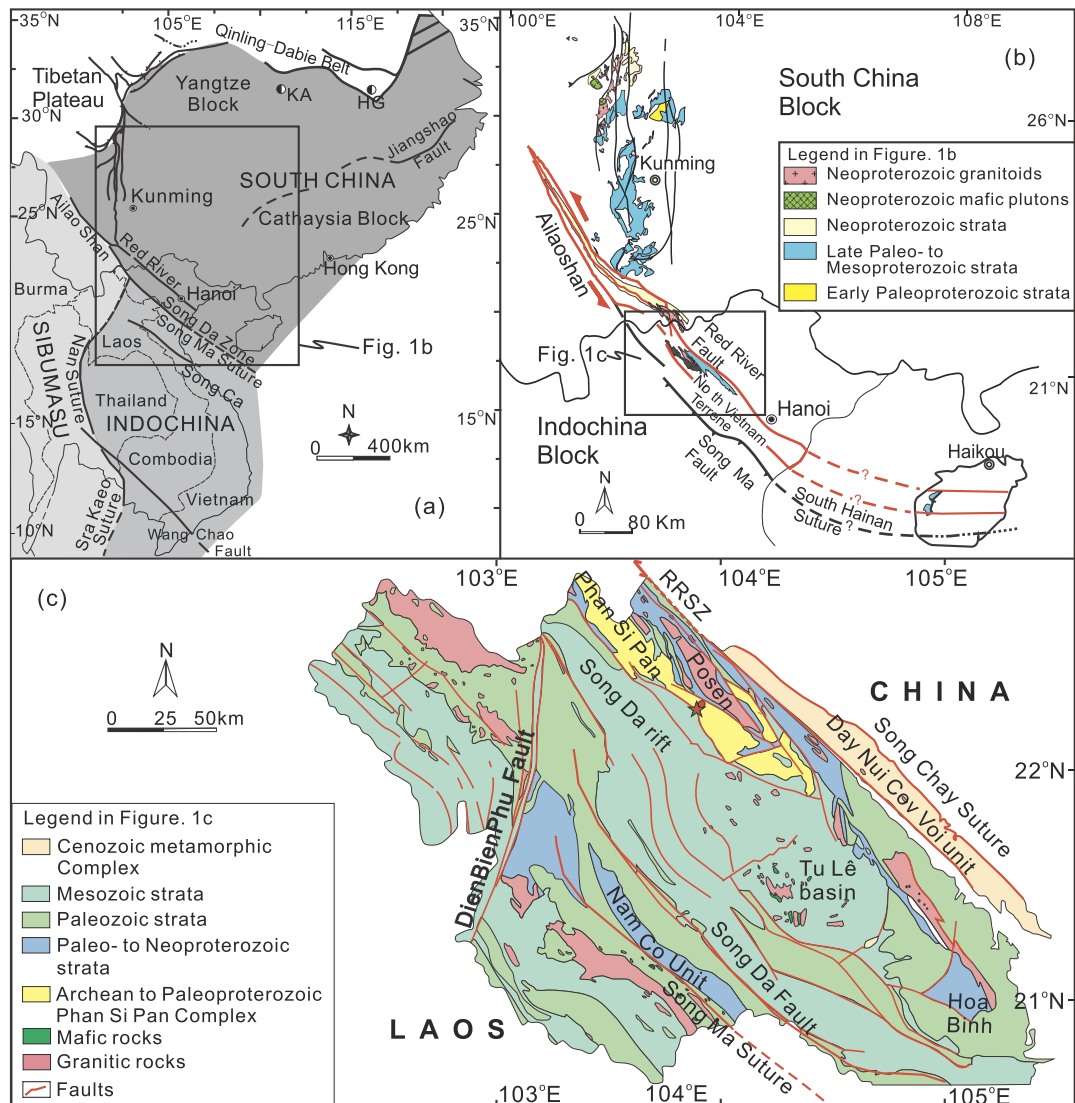 35°N
105°E
115°E
35°N
Qinling-Dabie Belt
Tibetan
Plateau
Yangtze
Block
KA
HG
30°N
Jiangshao
Fault
SOUTH CHINA
Kunming
Cathaysia Block
25°N
Ailao Shan
Red River
Hong Kong
Burma
Hanoi
Song Da Zone
Song Ma Suture
Song Ca
Laos
Fig. 1b
SIBUMASU
Nan Suture
Thailand
INDOCHINA
15°N
N
0 400km
Combodia
Vietnam
(a)
Sra Kaeo
Suture
10°N
Wang Chao
Fault
100°E
104°E
108°E
(b)
South China
Block
30°N
26°N
Kunming
Legend in Figure. 1b
Neoproterozoic granitoids
Neoproterozoic mafic plutons
Neoproterozoic strata
Late Paleo- to
Mesoproterozoic strata
Early Paleoproterozoic strata
25°N
Ailaoshan
Red River
Fault
Fig. 1c
21°N
No th Vietnam
Terrene
Hanoi
15°N
Indochina
Block
Song Ma
Fault
Haikou
?
?
N
0 80 Km
South Hainan
Suture
?
10°N
(c)
103°E
104°E
105°E
RRSZ
N
0 25 50km
Phan Si Pan
Posen
CHINA
Song Da rift
Song Chay Suture
Day Nui Cov Voi unit
22°N
DienBienPhu Fault
Tu Lê
basin
Legend in Figure. 1c
Cenozoic metamorphic
Complex
Mesozoic strata
Paleozoic strata
Paleo- to Neoproterozoic
strata
Archean to Paleoproterozoic
Phan Si Pan Complex
Mafic rocks
Granitic rocks
Faults
Nam Co Unit
Song Da Fault
21°N
Hoa
Binh
LAOS
Song Ma Suture
103°E
104°E
105°E